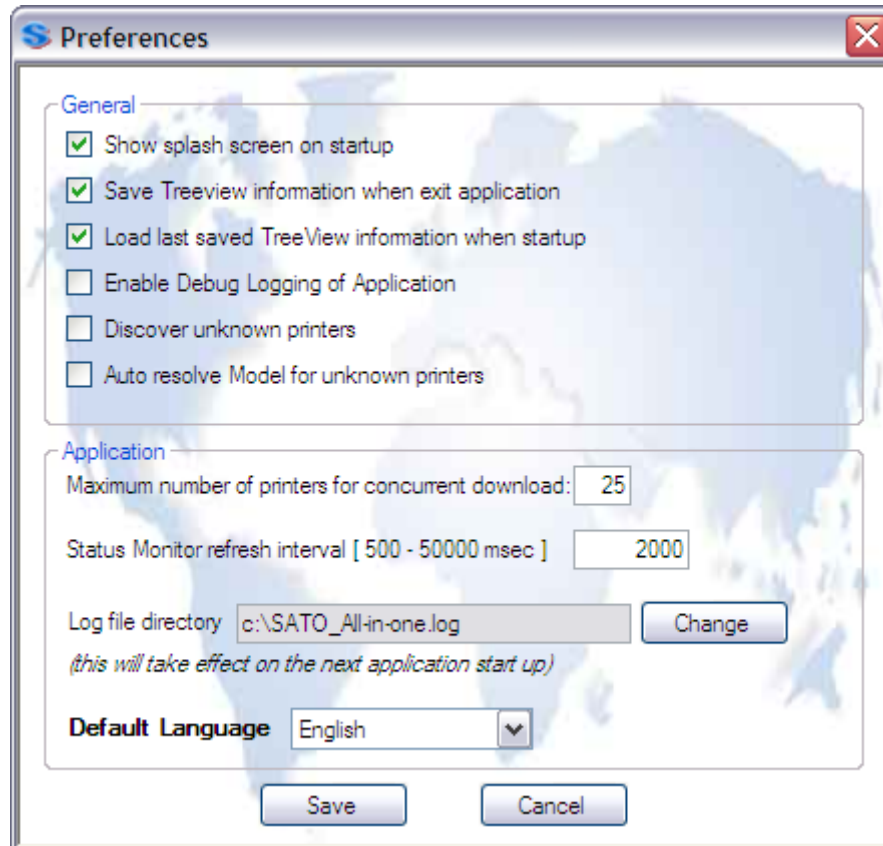 Preferences
General
Show splash screen on startup
Save Treeview information when exit application
Load last saved TreeView information when startup
Enable Debug Logging of Application
Discover unknown printers
Auto resolve Model for unknown printers
Application
Maximum number of printers for concurrent download: 25
Status Monitor refresh interval [ 500 - 50000 msec ] 2000
Log file directory c:\SATO_All-in-one.log Change
(this will take effect on the next application start up)
Default Language English
Save Cancel